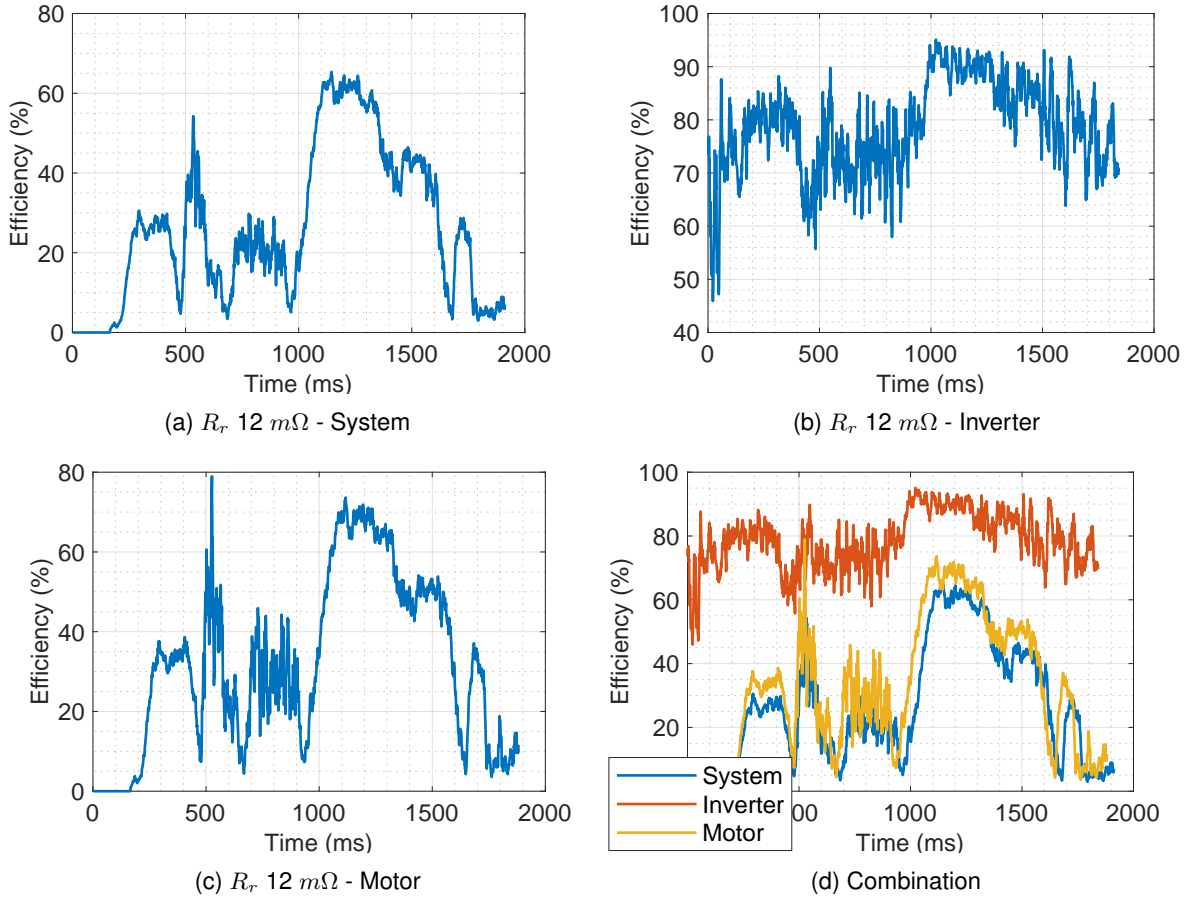 80
60
40
20
0
Efficiency (%)
0 500 1000 1500 2000
Time (ms)
(a) R_r 12 mΩ - System
100
90
80
70
60
50
40
Efficiency (%)
0 500 1000 1500 2000
Time (ms)
(b) R_r 12 mΩ - Inverter
80
60
40
20
0
Efficiency (%)
0 500 1000 1500 2000
Time (ms)
(c) R_r 12 mΩ - Motor
100
80
60
40
20
Efficiency (%)
System
Inverter
Motor
1000 1500 2000
Time (ms)
(d) Combination